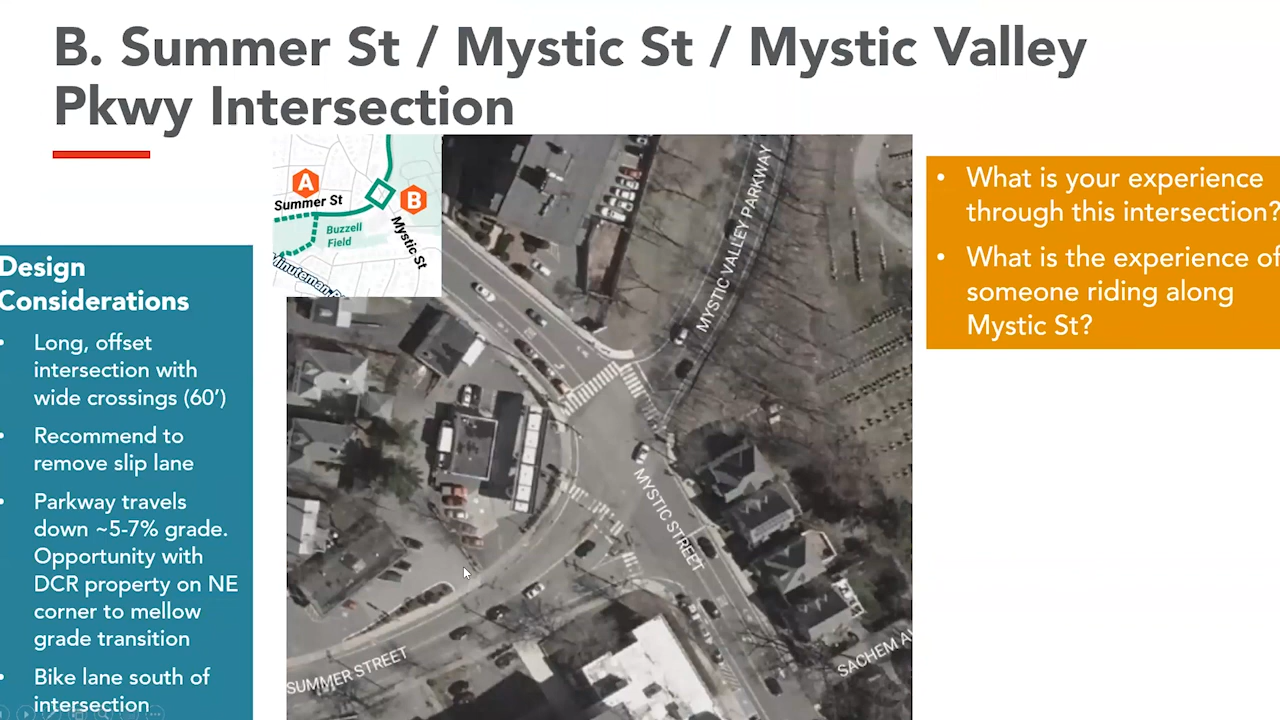 B. Summer St / Mystic St / Mystic Valley
Pkwy Intersection
A
Summer St
B
Buzzell
Field
Mystic St
Minuteman
Design
Considerations
• Long, offset
intersection with
wide crossings (60’)
• Recommend to
remove slip lane
• Parkway travels
down ~5-7% grade.
Opportunity with
DCR property on NE
corner to mellow
grade transition
• Bike lane south of
intersection
MYSTIC VALLEY PARKWAY
MYSTIC STREET
SUMMER STREET
SACHEM
• What is your experience
through this intersection?
• What is the experience of
someone riding along
Mystic St?